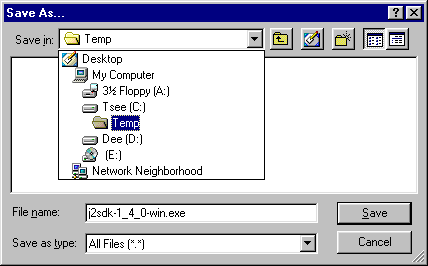 Save As...
Save in: Temp
Desktop
My Computer
3½ Floppy (A:)
Tsee (C:)
Temp
Dee (D:)
(E:)
Network Neighborhood
File name: j2sdk-1_4_0-win.exe Save
Save as type: All Files (*.*) Cancel